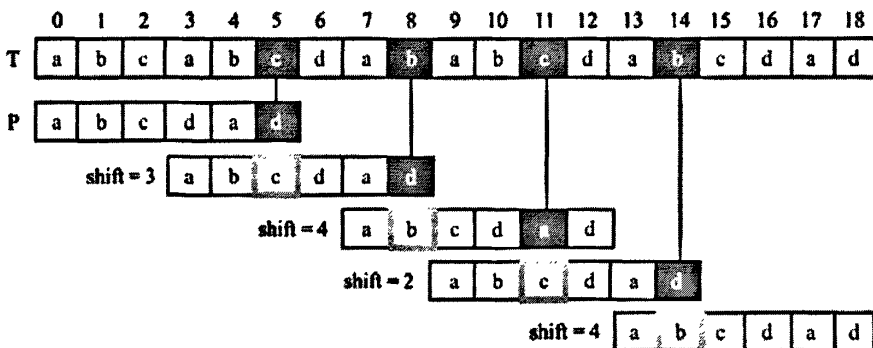 0 1 2 3 4 5 6 7 8 9 10 11 12 13 14 15 16 17 18
T a b c a b c d a b a b c d a b c d a d
P a b c d a d
shift = 3 a b c d a d
shift = 4 a b c d a d
shift = 2 a b c d a d
shift = 4 a b c d a d